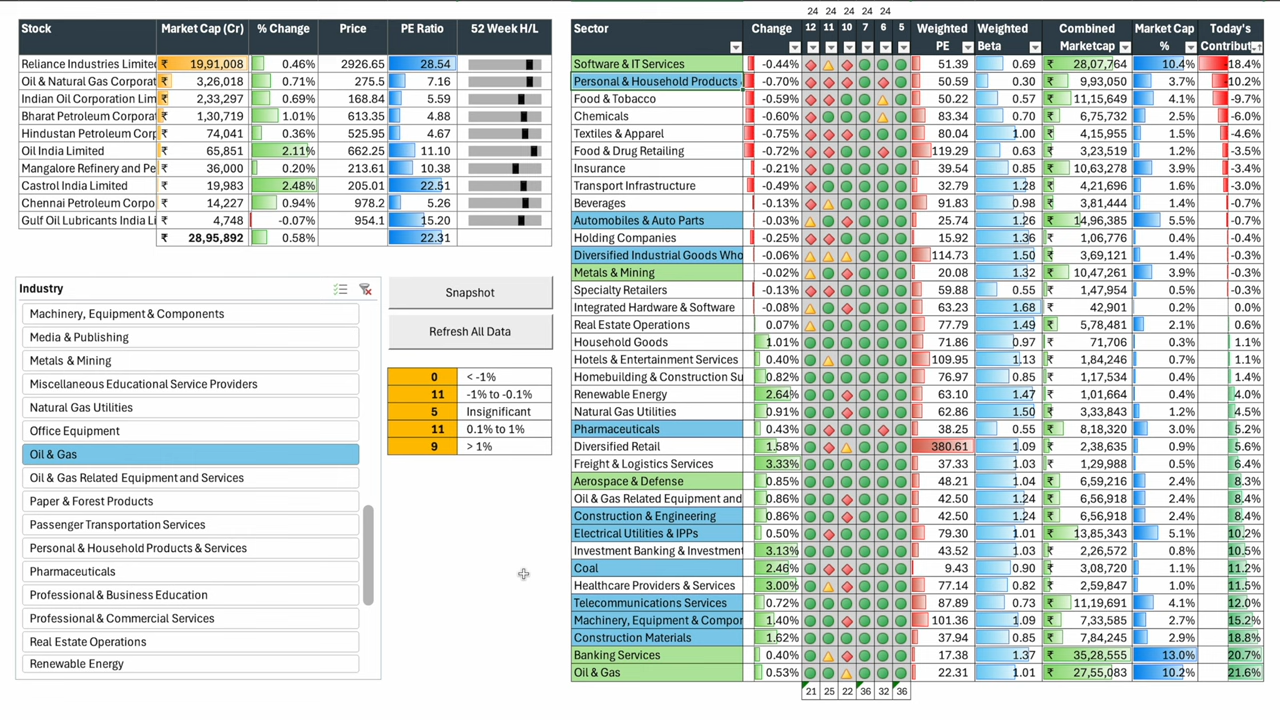 Stock Market Cap (Cr) % Change Price PE Ratio 52 Week H/L
Reliance Industries Limite ₹ 19,91,008 0.46% 2926.65 28.54
Oil & Natural Gas Corporat ₹ 3,26,018 0.71% 275.5 7.16
Indian Oil Corporation Lim ₹ 2,33,297 0.69% 168.84 5.59
Bharat Petroleum Corporat ₹ 1,30,719 1.01% 613.35 4.88
Hindustan Petroleum Corp ₹ 74,041 0.36% 525.95 4.67
Oil India Limited ₹ 65,851 2.11% 662.25 11.10
Mangalore Refinery and Pe ₹ 36,000 0.20% 213.61 10.38
Castrol India Limited ₹ 19,983 2.48% 205.01 22.51
Chennai Petroleum Corpo ₹ 14,227 0.94% 978.2 5.26
Gulf Oil Lubricants India Li ₹ 4,748 -0.07% 954.1 15.20
₹ 28,95,892 0.58% 22.31
Industry
Machinery, Equipment & Components
Media & Publishing
Metals & Mining
Miscellaneous Educational Service Providers
Natural Gas Utilities
Office Equipment
Oil & Gas
Oil & Gas Related Equipment and Services
Paper & Forest Products
Passenger Transportation Services
Personal & Household Products & Services
Pharmaceuticals
Professional & Business Education
Professional & Commercial Services
Real Estate Operations
Renewable Energy
Snapshot
Refresh All Data
0 < -1%
11 -1% to -0.1%
5 Insignificant
11 0.1% to 1%
9 > 1%
24 24 24 24 24
Sector Change 12 11 10 7 6 5 Weighted PE Weighted Beta Combined Marketcap Market Cap % Today's Contribut
Software & IT Services -0.44% 51.39 0.69 ₹ 28,07,764 10.4% -18.4%
Personal & Household Products -0.70% 50.59 0.30 ₹ 9,93,050 3.7% -10.2%
Food & Tobacco -0.59% 50.22 0.57 ₹ 11,15,649 4.1% -9.7%
Chemicals -0.60% 83.34 0.70 ₹ 6,75,732 2.5% -6.0%
Textiles & Apparel -0.75% 80.04 1.00 ₹ 4,15,955 1.5% -4.6%
Food & Drug Retailing -0.72% 119.29 0.63 ₹ 3,23,519 1.2% -3.5%
Insurance -0.21% 39.54 0.85 ₹ 10,63,278 3.9% -3.4%
Transport Infrastructure -0.49% 32.79 1.28 ₹ 4,21,696 1.6% -3.0%
Beverages -0.13% 91.83 0.98 ₹ 3,81,444 1.4% -0.7%
Automobiles & Auto Parts -0.03% 25.74 1.26 ₹ 14,96,385 5.5% -0.7%
Holding Companies -0.25% 15.92 1.36 ₹ 1,06,776 0.4% -0.4%
Diversified Industrial Goods Who -0.06% 114.73 1.50 ₹ 3,69,121 1.4% -0.3%
Metals & Mining -0.02% 20.08 1.32 ₹ 10,47,261 3.9% -0.3%
Specialty Retailers -0.13% 59.88 0.55 ₹ 1,47,954 0.5% -0.3%
Integrated Hardware & Software -0.08% 63.23 1.68 ₹ 42,901 0.2% 0.0%
Real Estate Operations 0.07% 77.79 1.49 ₹ 5,78,481 2.1% 0.6%
Household Goods 1.01% 71.86 0.97 ₹ 71,706 0.3% 1.1%
Hotels & Entertainment Services 0.40% 109.95 1.13 ₹ 1,84,246 0.7% 1.1%
Homebuilding & Construction Su 0.82% 76.97 0.85 ₹ 1,17,534 0.4% 1.4%
Renewable Energy 2.64% 63.10 1.47 ₹ 1,01,664 0.4% 4.0%
Natural Gas Utilities 0.91% 62.86 1.50 ₹ 3,33,843 1.2% 4.5%
Pharmaceuticals 0.43% 38.25 0.55 ₹ 8,18,320 3.0% 5.2%
Diversified Retail 1.58% 380.61 1.09 ₹ 2,38,635 0.9% 5.6%
Freight & Logistics Services 3.33% 37.33 1.03 ₹ 1,29,988 0.5% 6.4%
Aerospace & Defense 0.85% 48.21 1.04 ₹ 6,59,216 2.4% 8.3%
Oil & Gas Related Equipment and 0.86% 42.50 1.24 ₹ 6,56,918 2.4% 8.4%
Construction & Engineering 0.86% 42.50 1.24 ₹ 6,56,918 2.4% 8.4%
Electrical Utilities & IPPs 0.50% 79.30 1.01 ₹ 13,85,343 5.1% 10.2%
Investment Banking & Investment 3.13% 43.52 1.03 ₹ 2,26,572 0.8% 10.5%
Coal 2.46% 9.43 0.90 ₹ 3,08,720 1.1% 11.2%
Healthcare Providers & Services 3.00% 77.14 0.82 ₹ 2,59,847 1.0% 11.5%
Telecommunications Services 0.72% 87.89 0.73 ₹ 11,19,691 4.1% 12.0%
Machinery, Equipment & Compor 1.40% 101.36 1.09 ₹ 7,33,585 2.7% 15.2%
Construction Materials 1.62% 37.94 0.85 ₹ 7,84,245 2.9% 18.8%
Banking Services 0.40% 17.38 1.37 ₹ 35,28,555 13.0% 20.7%
Oil & Gas 0.53% 22.31 1.01 ₹ 27,55,083 10.2% 21.6%
21 25 22 36 32 36